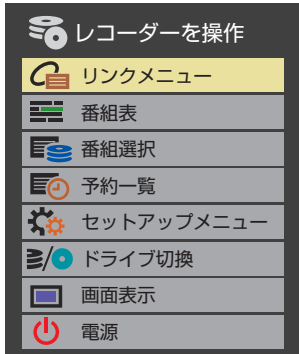 レコーダーを操作
リンクメニュー
番組表
番組選択
予約一覧
セットアップメニュー
ドライブ切換
画面表示
電源